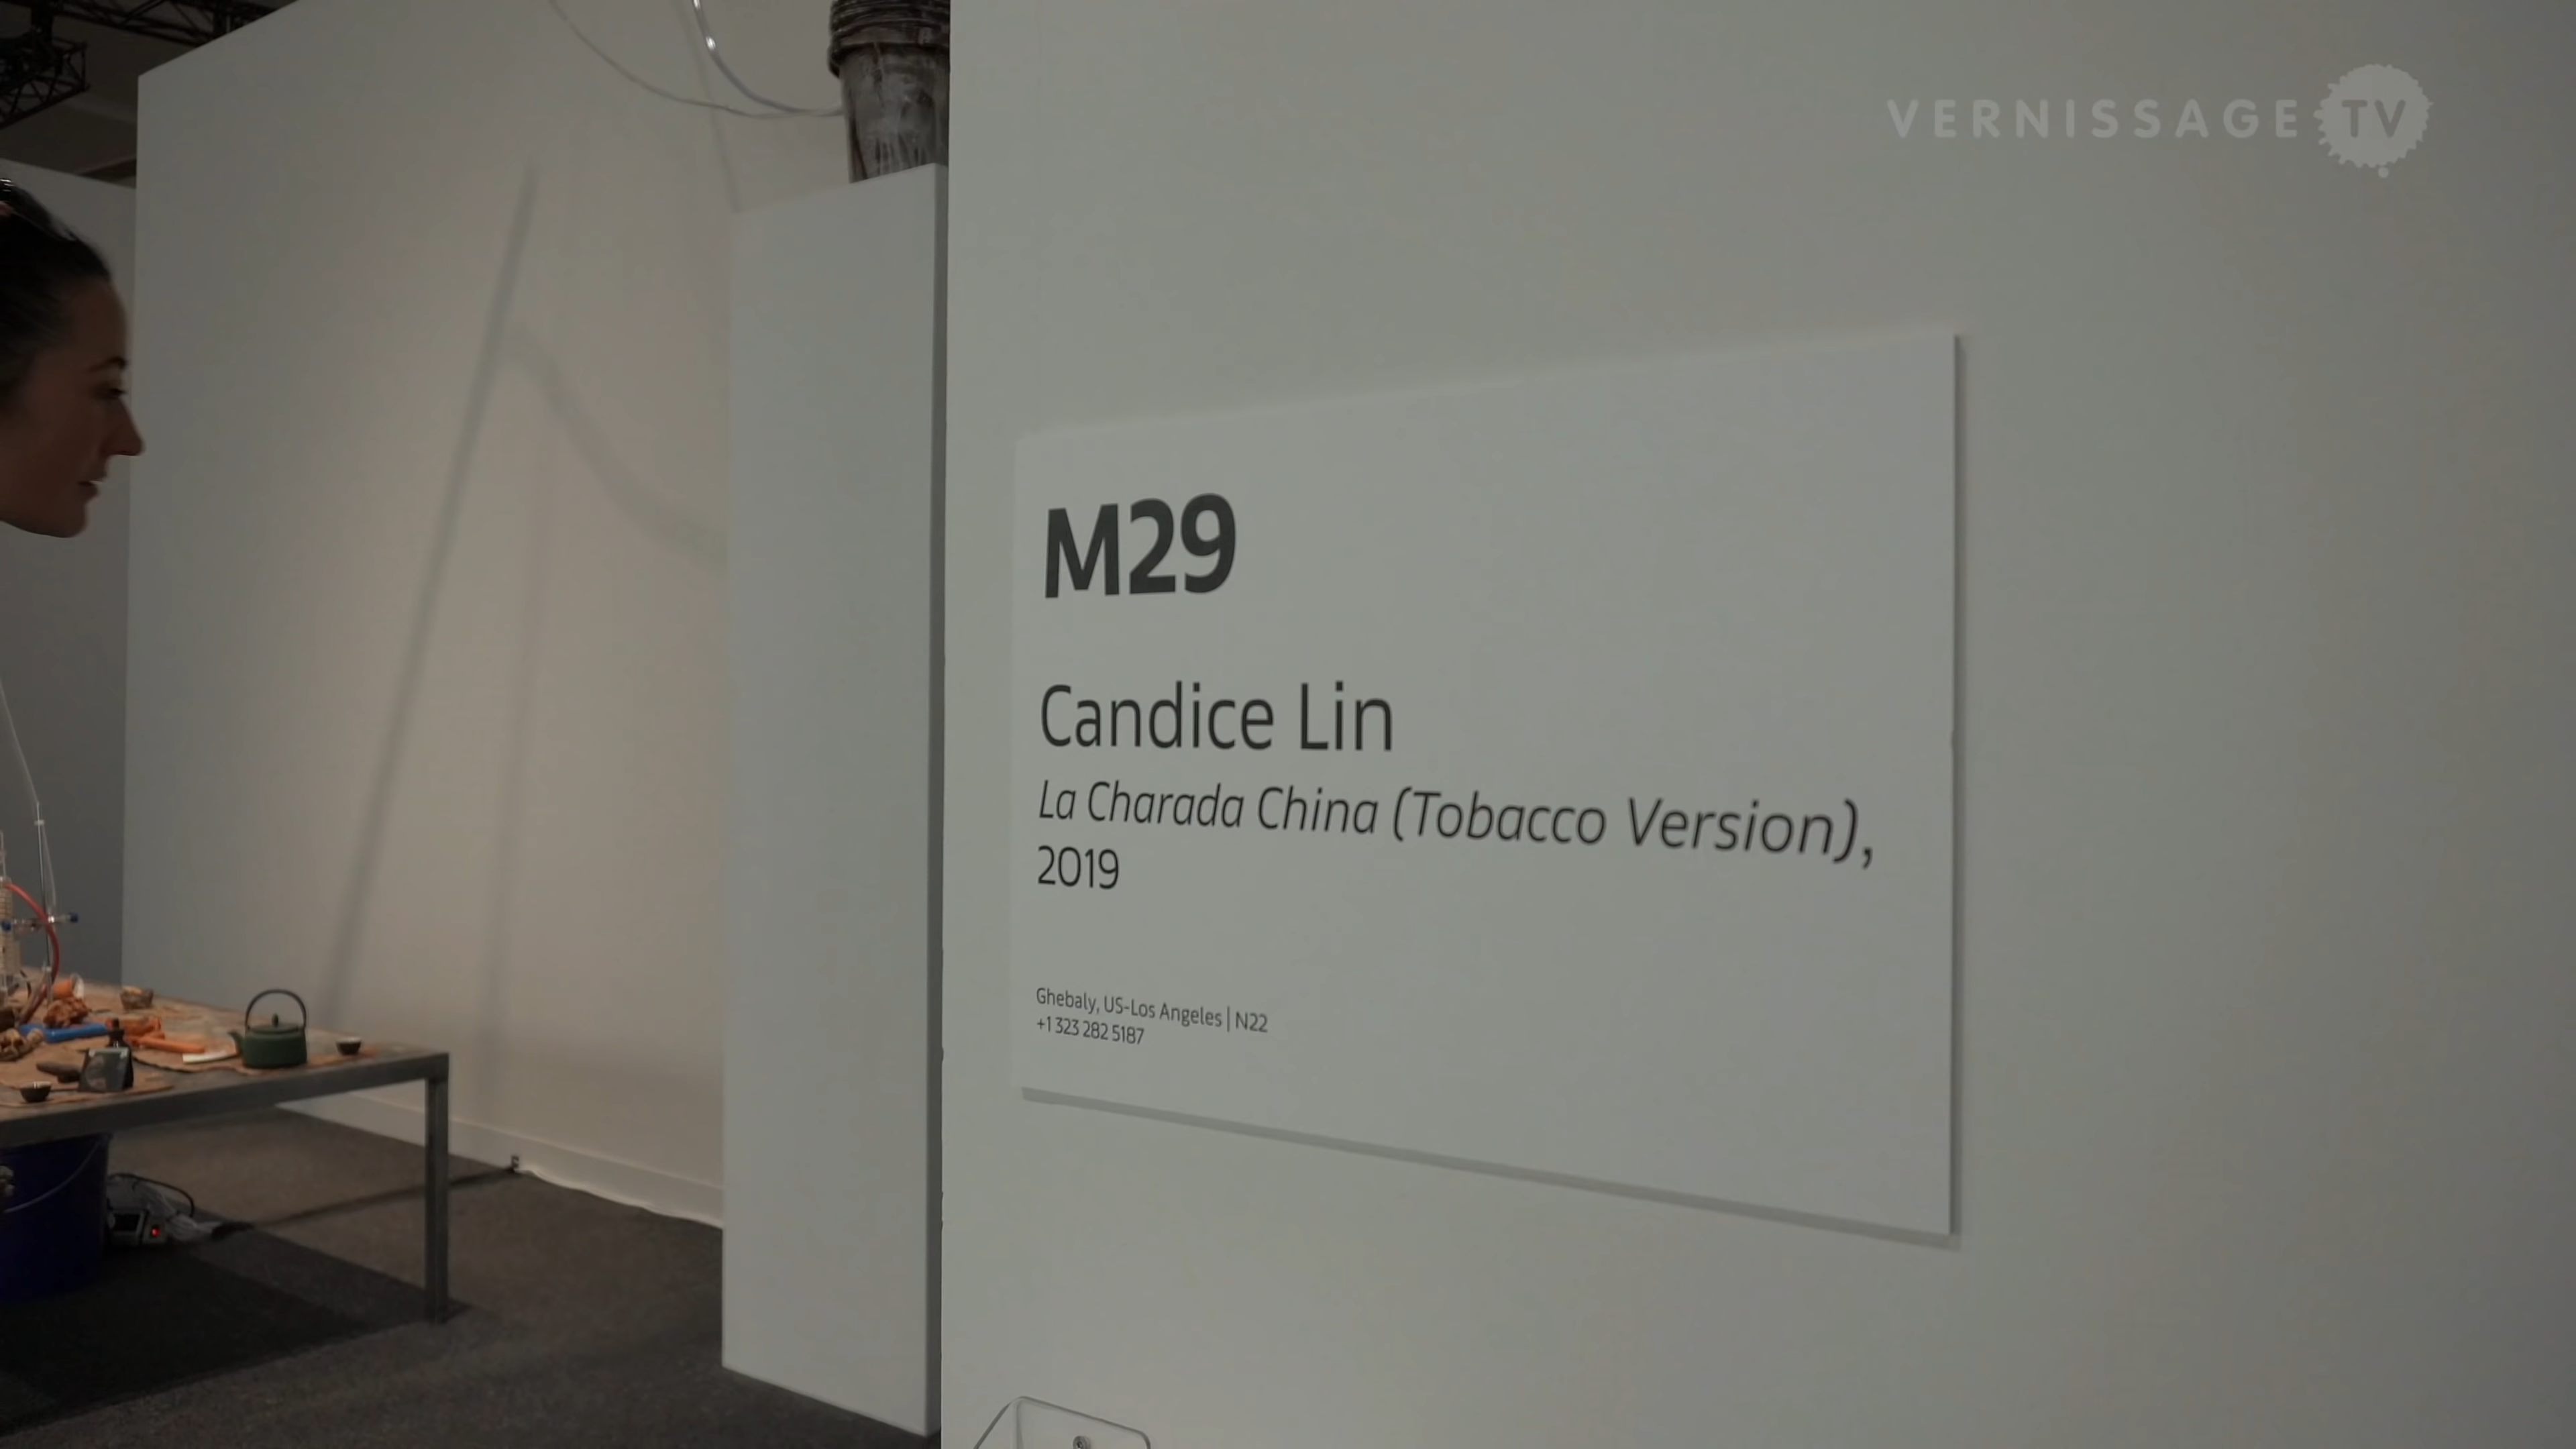 VERNISSAGE TV
M29
Candice Lin
La Charada China (Tobacco Version),
2019
Ghebaly, US-Los Angeles | N22
+1 323 282 5187